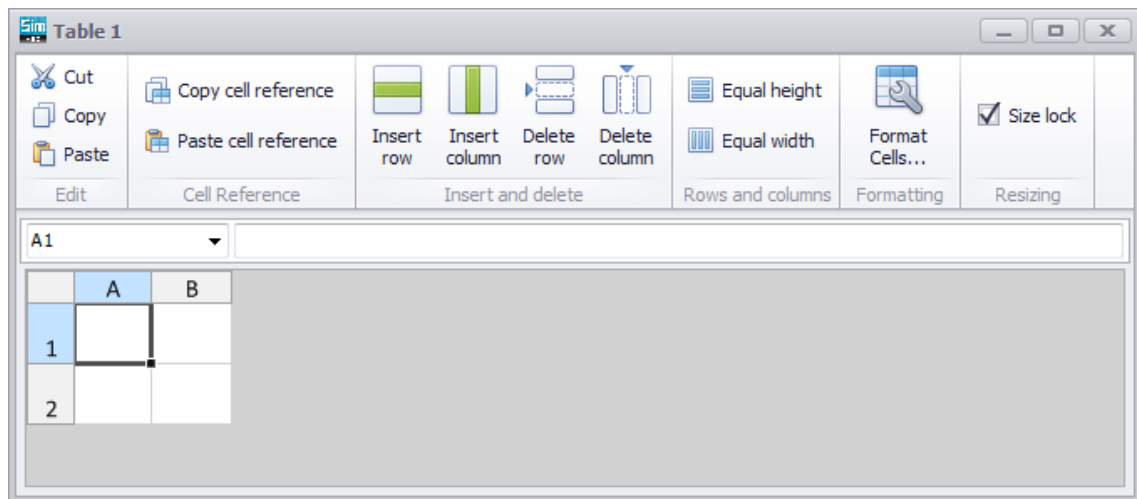 Sim Table 1
Cut
Copy
Paste
Edit
Copy cell reference
Paste cell reference
Cell Reference
Insert row
Insert column
Delete row
Delete column
Insert and delete
Equal height
Equal width
Rows and columns
Format
Cells...
Formatting
Size lock
Resizing
A1
A B
1
2